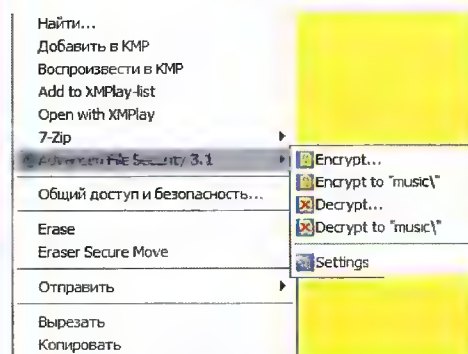 Найти...
Добавить в KMP
Воспроизвести в KMP
Add to XMPlay-list
Open with XMPlay
7-Zip
Advanced File Security 3.1
Encrypt...
Encrypt to "music\"
Decrypt...
Decrypt to "music\"
Settings
Общий доступ и безопасность...
Erase
Eraser Secure Move
Отправить
Вырезать
Копировать